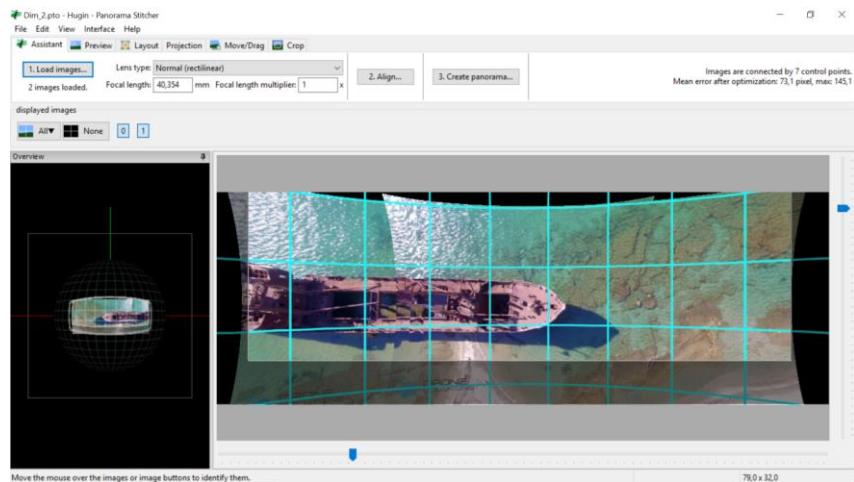 Dim_2.pto - Hugin - Panorama Stitcher
File Edit View Interface Help
Assistant Preview Layout Projection Move/Drag Crop
1. Load images... Lens type: Normal (rectilinear) 2. Align... 3. Create panorama... Images are connected by 7 control points.
2 images loaded. Focal length: 40,354 mm Focal length multiplier: 1 x Mean error after optimization: 73,1 pixel, max: 145,1
displayed images
All None 0 1
Overview
Move the mouse over the images or image buttons to identify them. 79,0 x 32,0